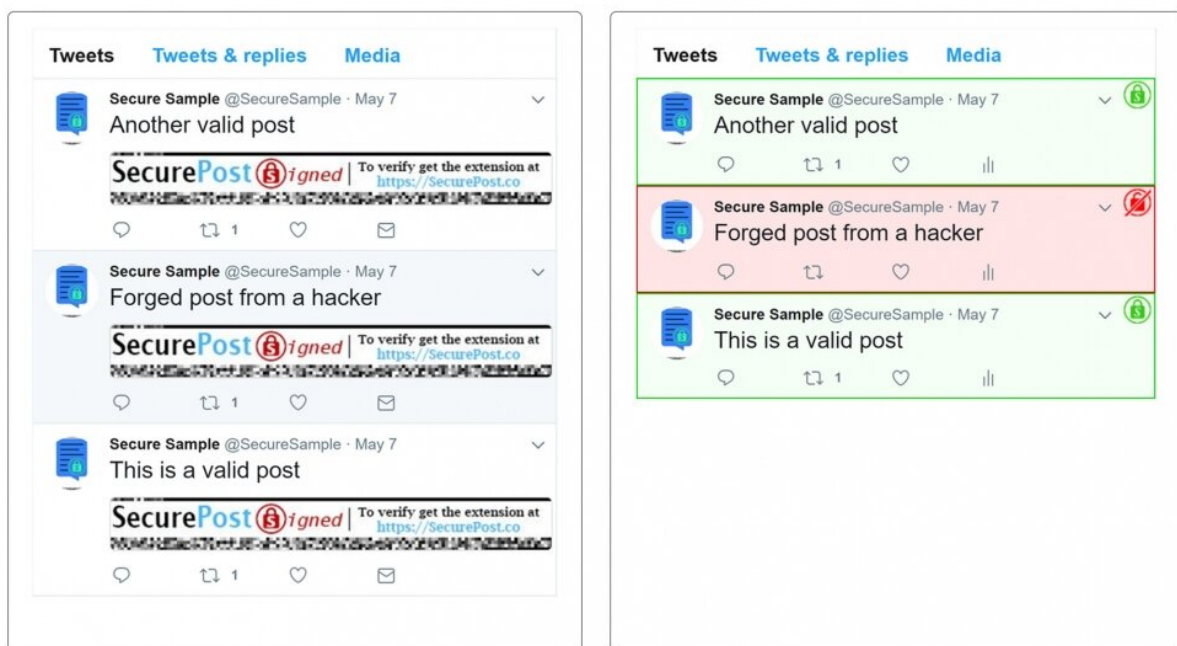 Tweets Tweets & replies Media
Secure Sample @SecureSample · May 7
Another valid post
SecurePost Signed | To verify get the extension at
https://SecurePost.co
1
Secure Sample @SecureSample · May 7
Forged post from a hacker
SecurePost Signed | To verify get the extension at
https://SecurePost.co
1
Secure Sample @SecureSample · May 7
This is a valid post
SecurePost Signed | To verify get the extension at
https://SecurePost.co
1
Tweets Tweets & replies Media
Secure Sample @SecureSample · May 7
Another valid post
1
Secure Sample @SecureSample · May 7
Forged post from a hacker
Secure Sample @SecureSample · May 7
This is a valid post
1